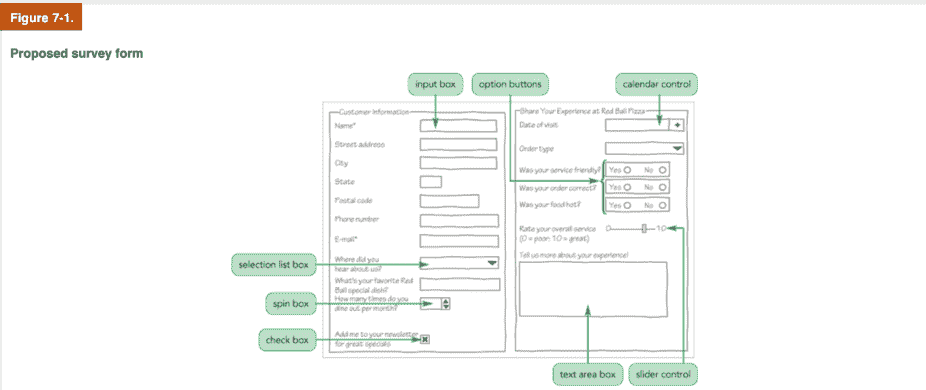 Figure 7-1.
Proposed survey form
input box
option buttons
calendar control
Customer Information
Name*
Street address
City
State
Postal code
Phone number
E-mail*
Where did you
hear about us?
What's your favorite Red
Ball special dish?
How many times do you
dine out per month?
Add me to your newsletter
for great specials
Share Your Experience at Red Ball Pizza
Date of visit
Order type
Was your service friendly?
Yes No
Was your order correct?
Yes No
Was your food hot?
Yes No
Rate your overall service
0 10
(0 = poor; 10 = great)
Tell us more about your experience!
selection list box
spin box
check box
text area box
slider control